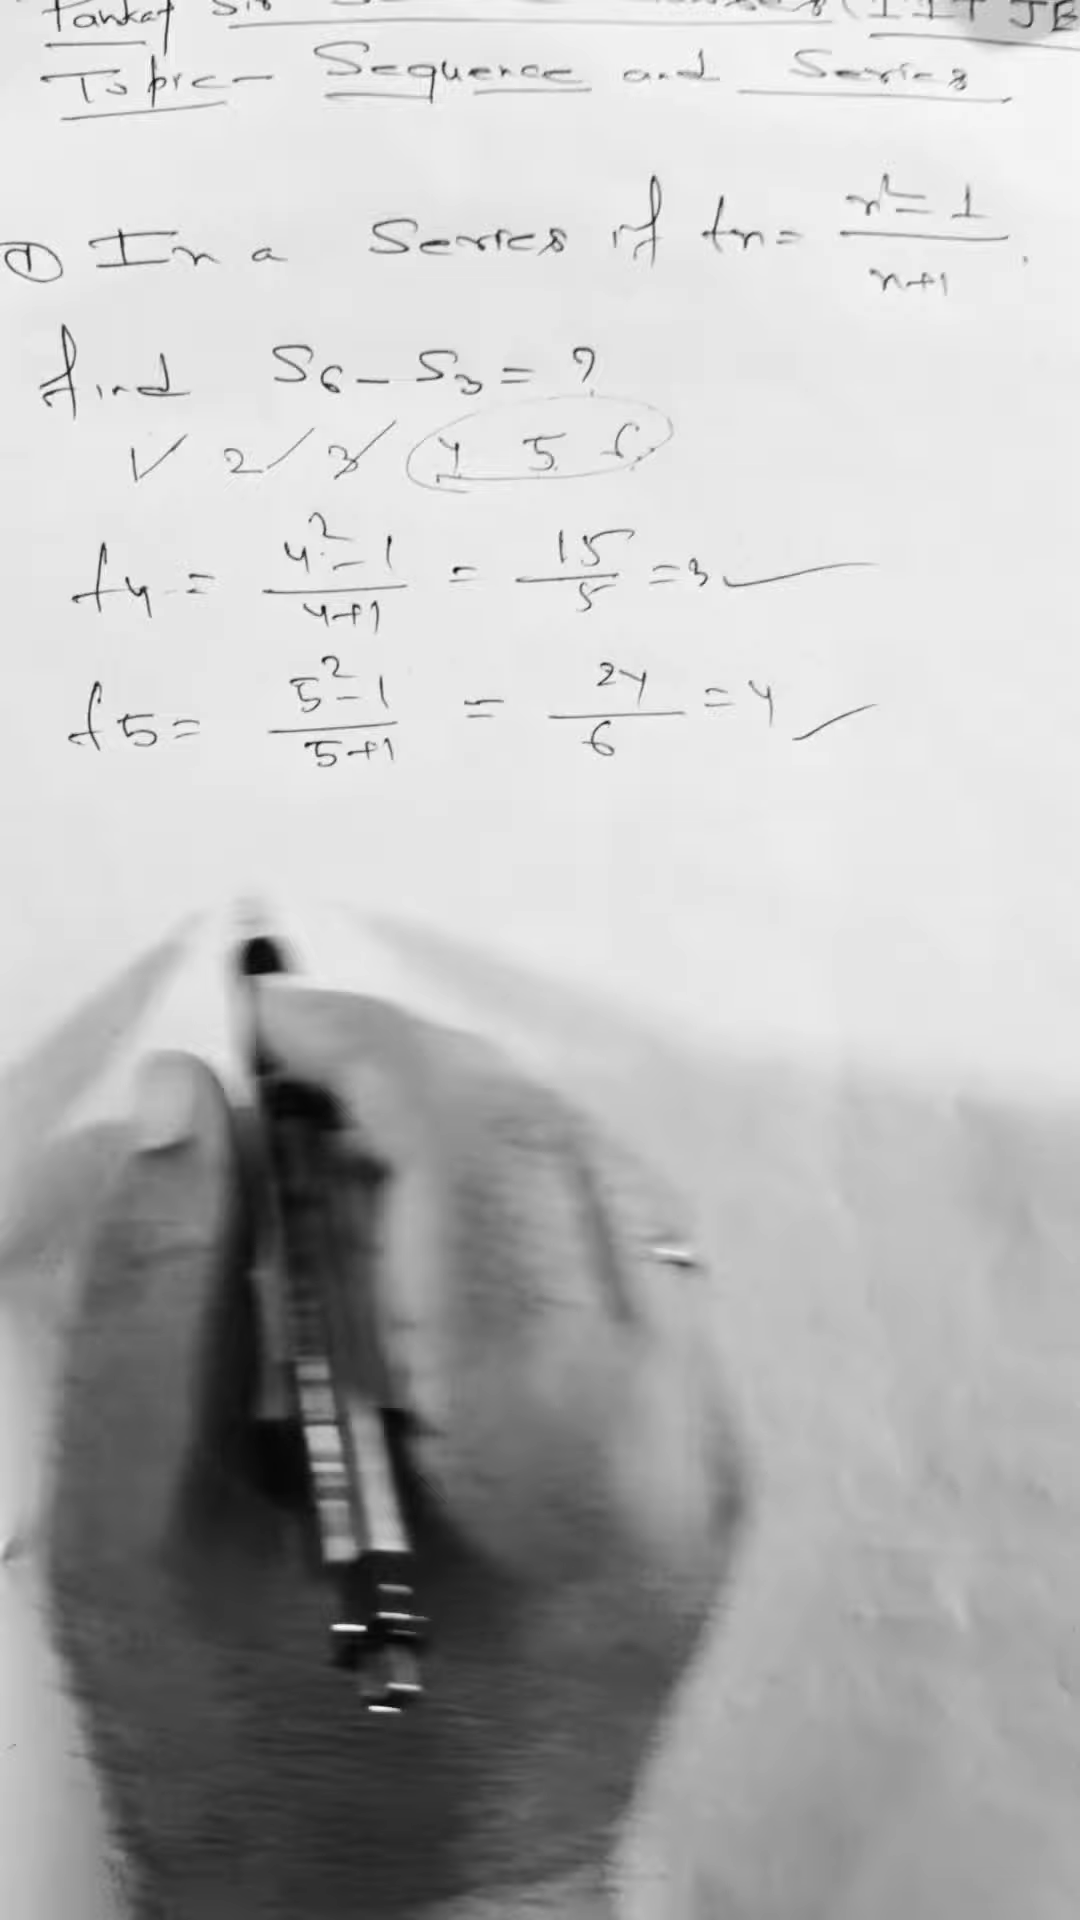 Pankaj Sir (IIT JE
Topic - Sequence and Series
① In a Series if tn = n²-1 / n+1 .
find S6 - S3 = ?
1 2 3 4 5 6
t4 = 4²-1 / 4+1 = 15 / 5 = 3
t5 = 5²-1 / 5+1 = 24 / 6 = 4